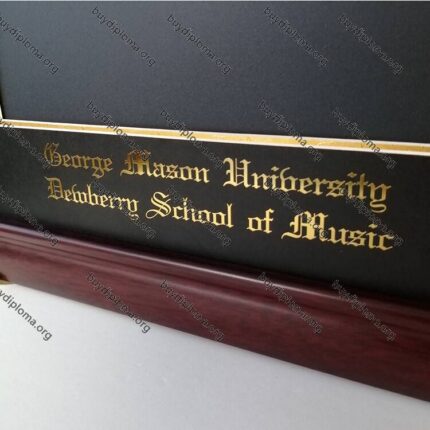 George Mason University
Dewberry School of Music
buydiploma.org